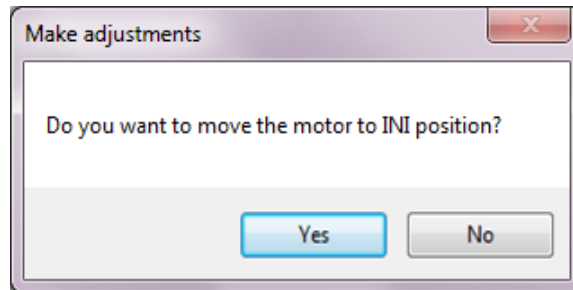 Make adjustments
Do you want to move the motor to INI position?
Yes No